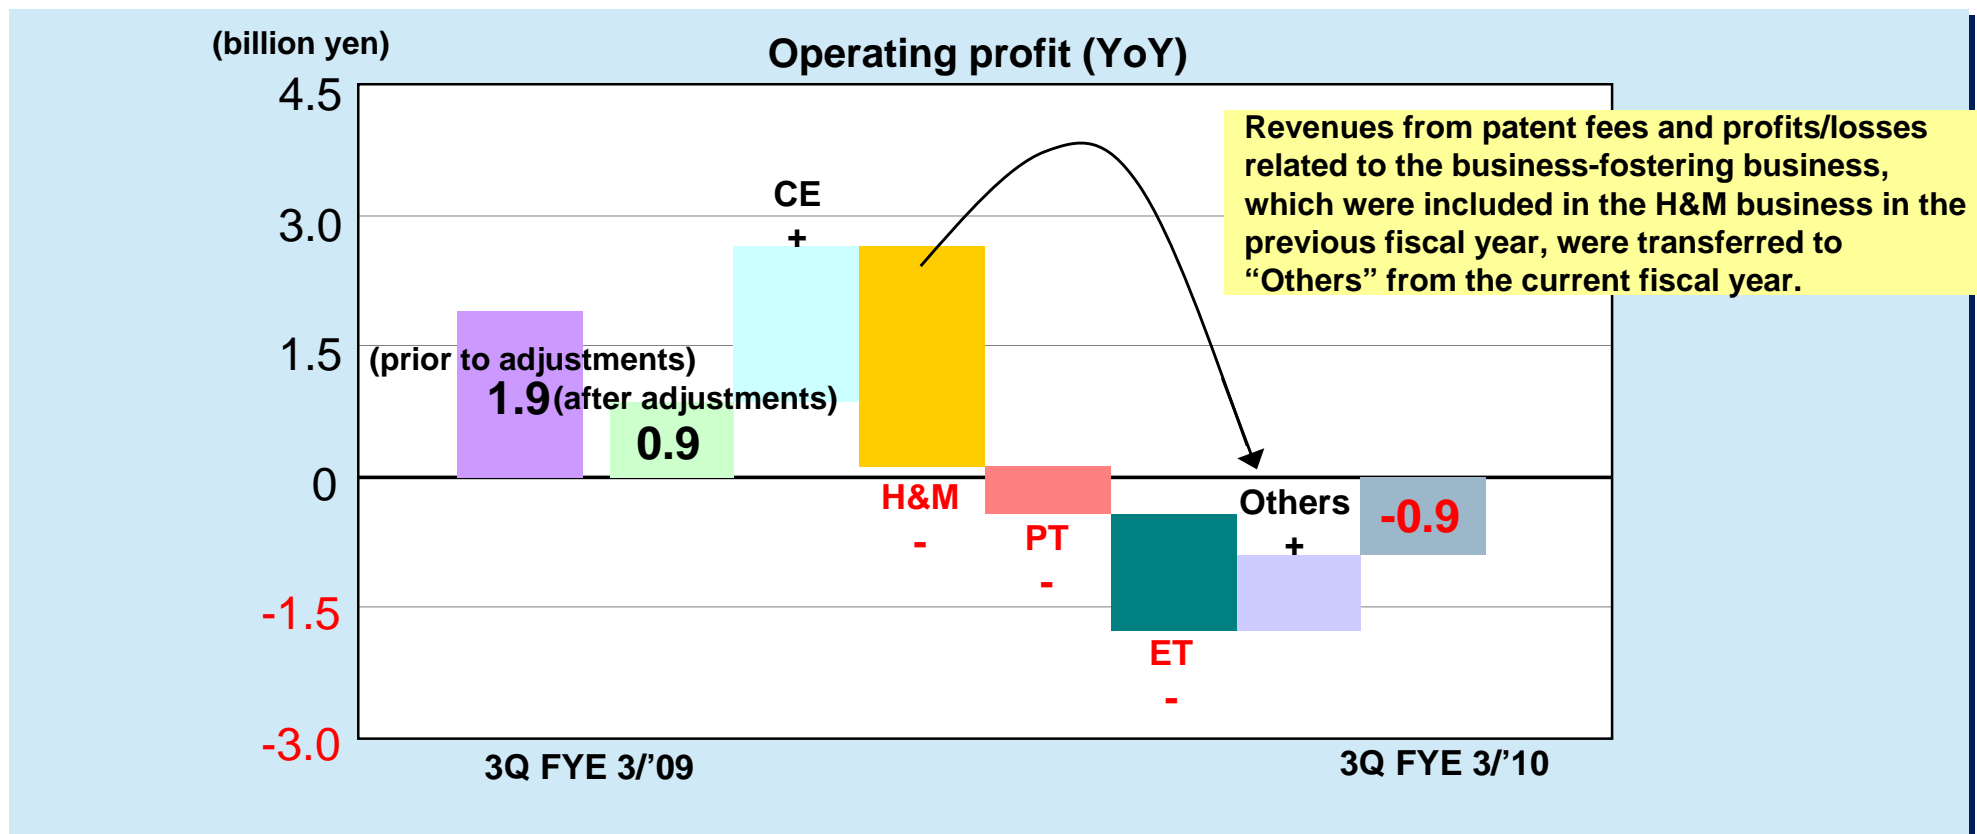 (billion yen)
Operating profit (YoY)
4.5
3.0
1.5
0
-1.5
-3.0
Revenues from patent fees and profits/losses
related to the business-fostering business,
which were included in the H&M business in the
previous fiscal year, were transferred to
“Others” from the current fiscal year.
CE
+
(prior to adjustments)
1.9
(after adjustments)
0.9
H&M
-
PT
-
ET
-
Others
+
-0.9
3Q FYE 3/’09
3Q FYE 3/’10